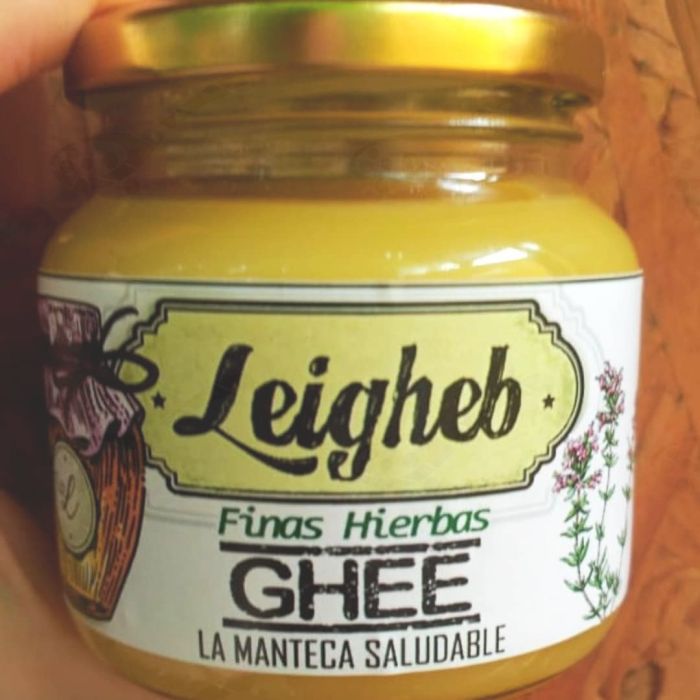 Leigheb
Finas Hierbas
GHEE
LA MANTECA SALUDABLE
L